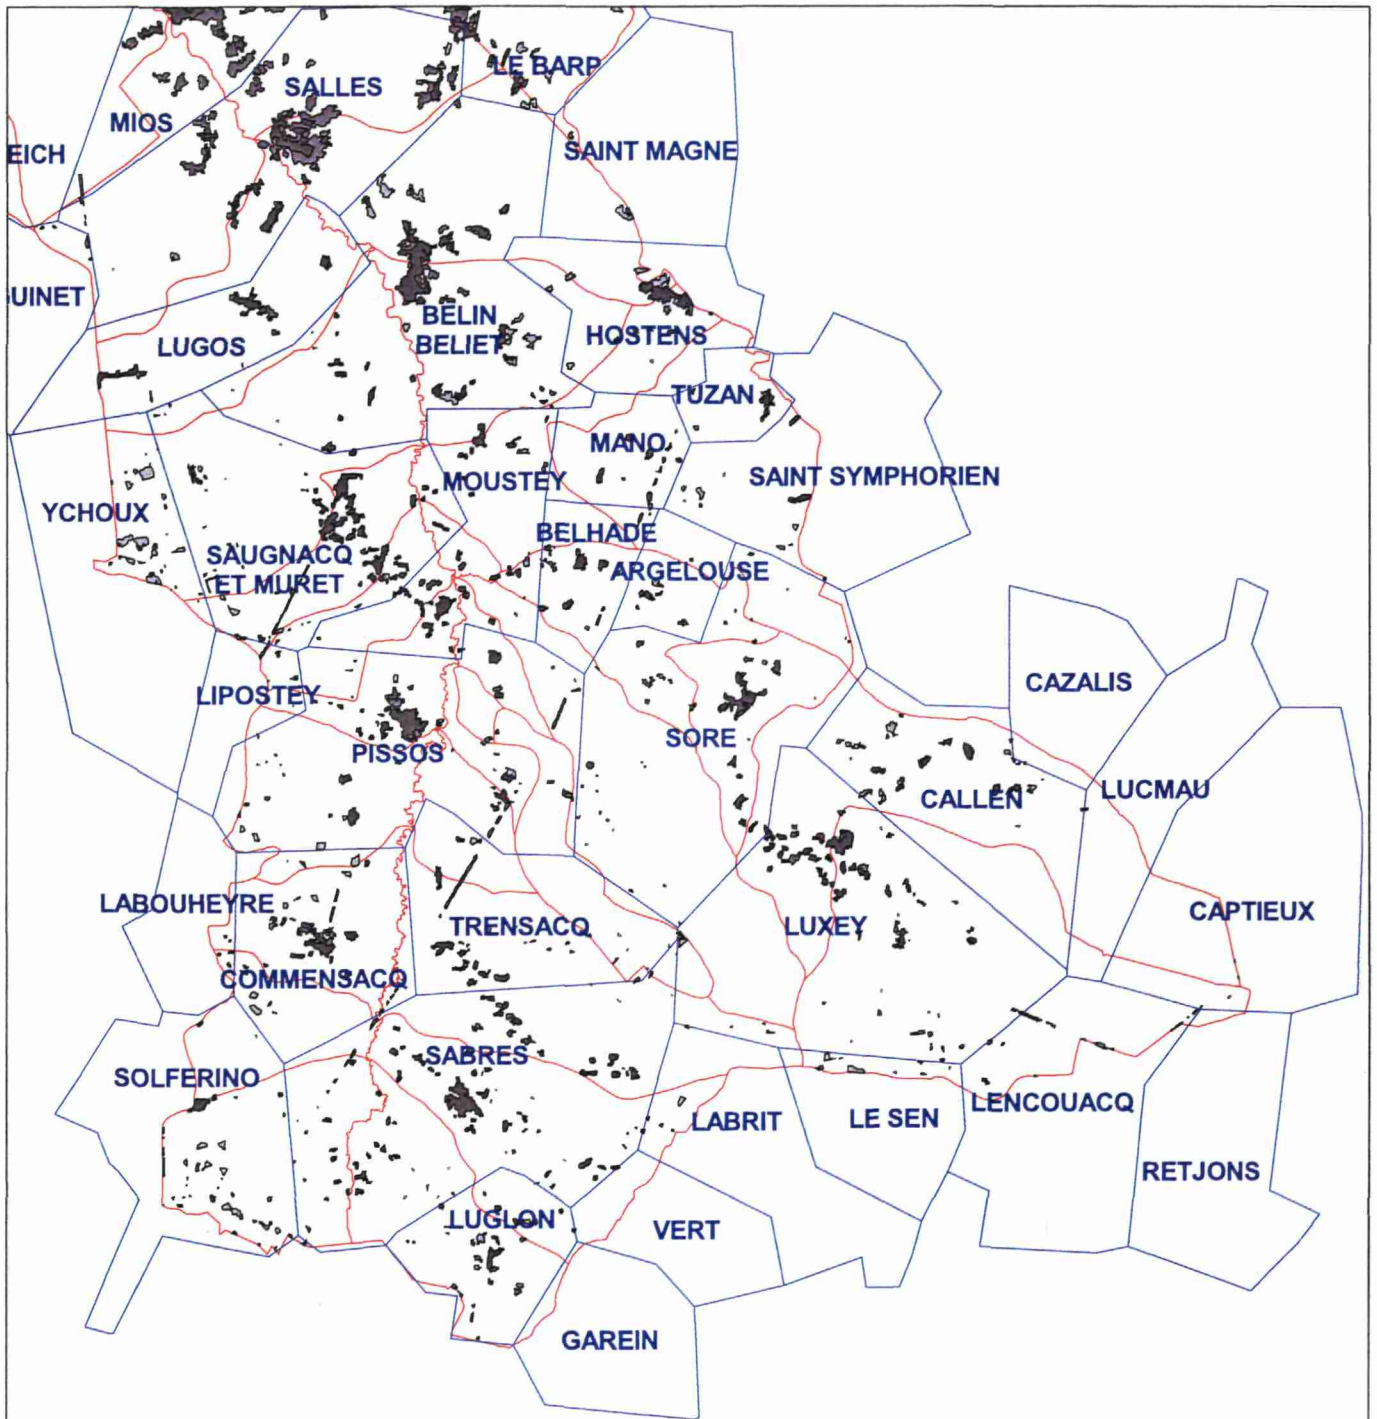 LE BARP
SALLES
MIOS
EICH
SAINT MAGNE
UINET
BELIN
BELIET
HOSTENS
LUGOS
TUZAN
MANO
MOUSTEY
SAINT SYMPHORIEN
YCHOUX
BELHADE
SAUGNACQ
ET MURET
ARGELOUSE
CAZALIS
LIPOSTEY
SORE
PISSOS
LUCMAU
CALLEN
LABOUHEYRE
CAPTIEUX
TRENSACQ
LUXEY
COMMENSACQ
SABRES
SOLFERINO
LENCOUACQ
LABRIT
LE SEN
RETJONS
LUGLON
VERT
GAREIN